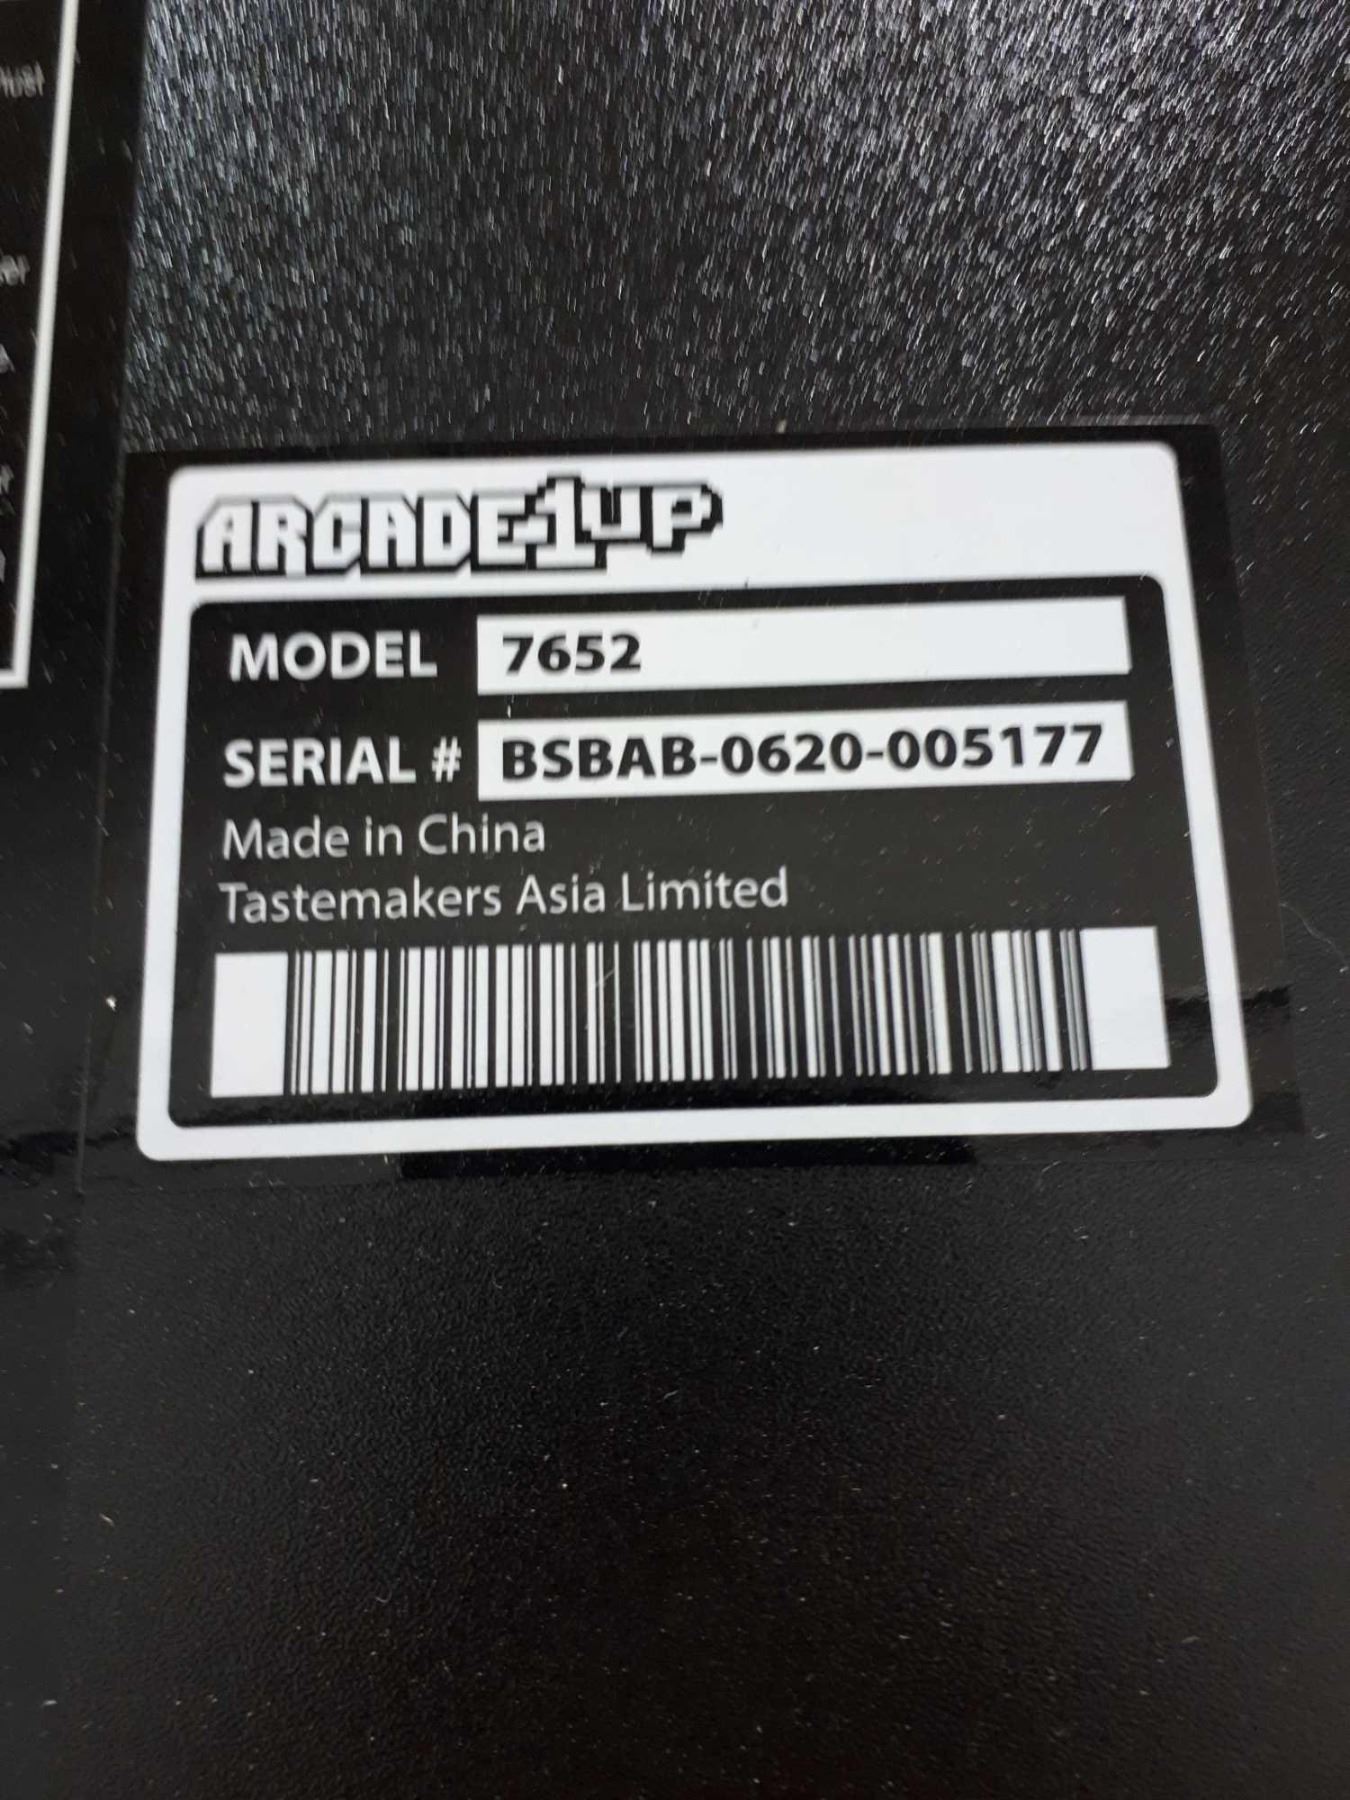 ARCADE1UP
MODEL 7652
SERIAL # BSBAB-0620-005177
Made in China
Tastemakers Asia Limited